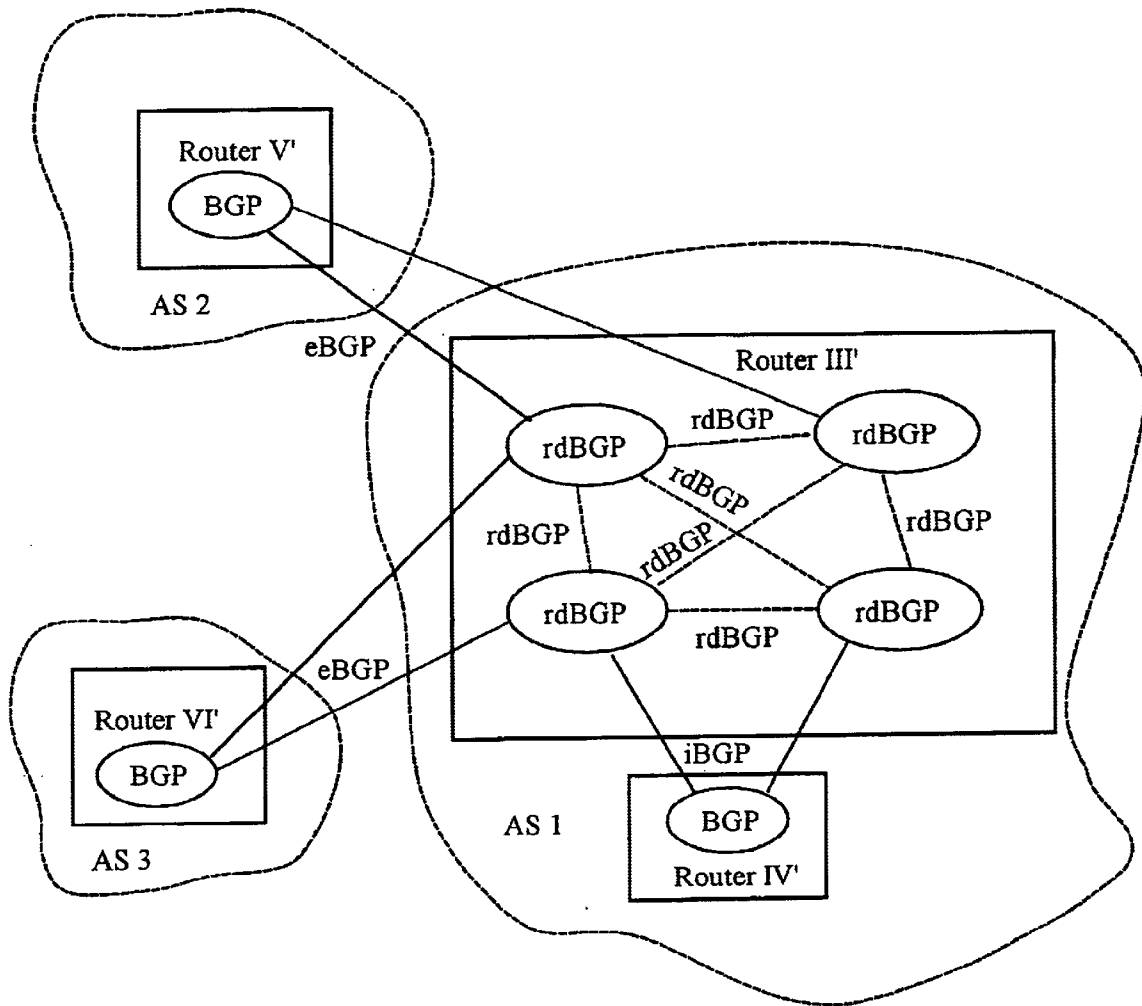 Router V'
BGP
AS 2
eBGP
Router III'
rdBGP
rdBGP
rdBGP
rdBGP
rdBGP
rdBGP
rdBGP
rdBGP
rdBGP
rdBGP
eBGP
Router VI'
BGP
AS 3
iBGP
AS 1
BGP
Router IV'